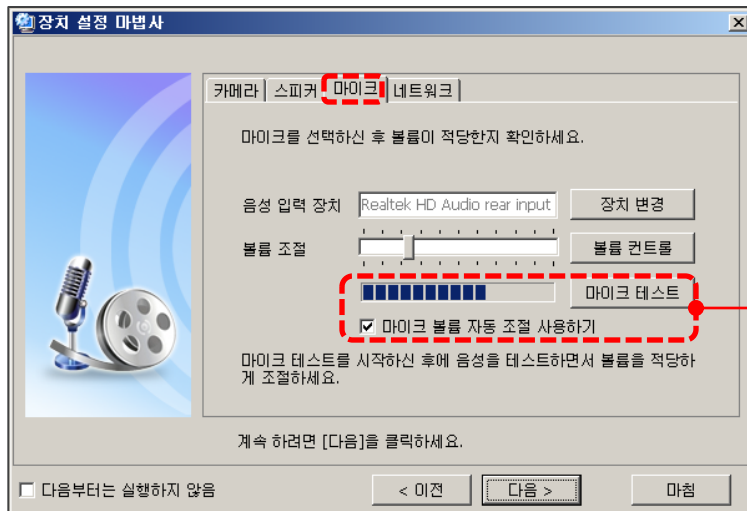 장치 설정 마법사
카메라 스피커 마이크 네트워크
마이크를 선택하신 후 볼륨이 적당한지 확인하세요.
음성 입력 장치 Realtek HD Audio rear input 장치 변경
볼륨 조절 볼륨 컨트롤
마이크 테스트
마이크 볼륨 자동 조절 사용하기
마이크 테스트를 시작하신 후에 음성을 테스트하면서 볼륨을 적당하
게 조절하세요.
계속 하려면 [다음]을 클릭하세요.
다음부터는 실행하지 않음 < 이전 다음 > 마침